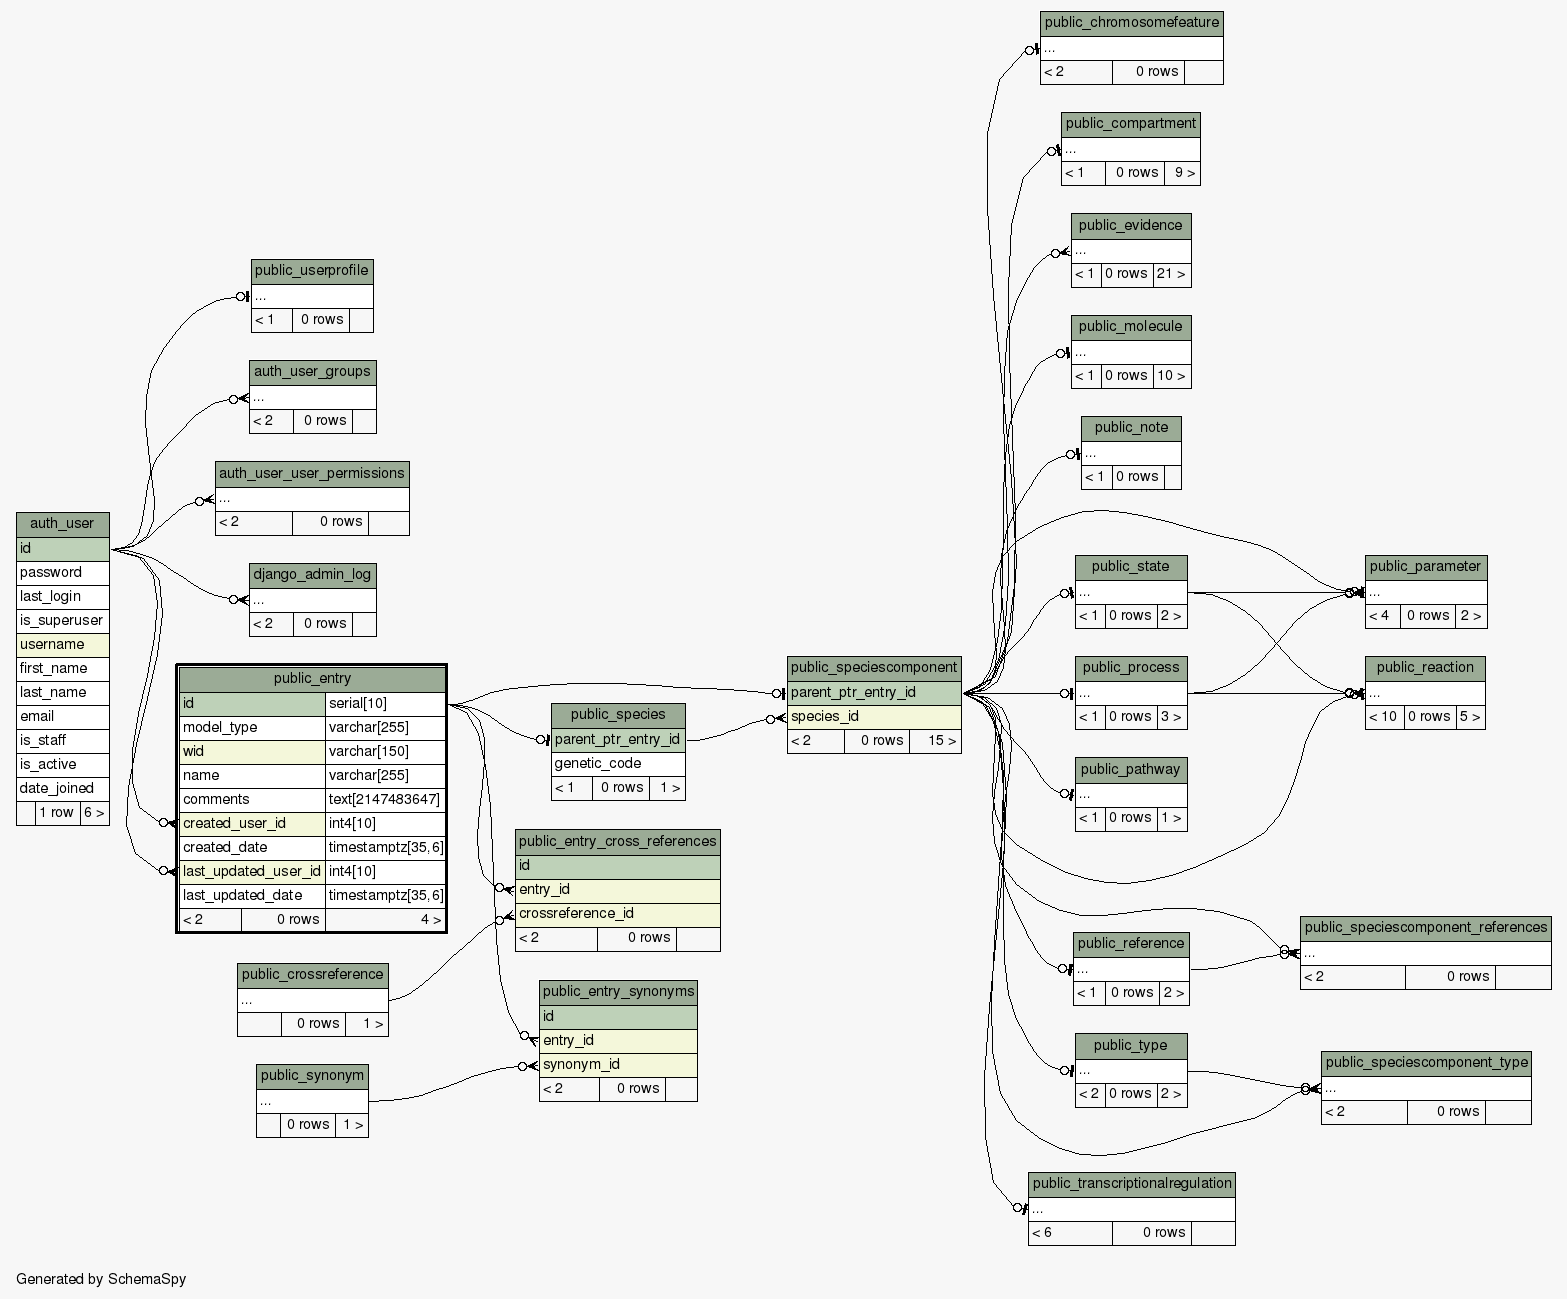 public_chromosomefeature
...
< 2 0 rows
public_compartment
...
< 1 0 rows 9 >
public_evidence
...
< 1 0 rows 21 >
public_userprofile
...
< 1 0 rows
public_molecule
...
< 1 0 rows 10 >
auth_user_groups
...
< 2 0 rows
public_note
...
< 1 0 rows
auth_user_user_permissions
...
< 2 0 rows
auth_user
id
password
last_login
is_superuser
username
first_name
last_name
email
is_staff
is_active
date_joined
1 row 6 >
django_admin_log
...
< 2 0 rows
public_entry
id serial[10]
model_type varchar[255]
wid varchar[150]
name varchar[255]
comments text[2147483647]
created_user_id int4[10]
created_date timestamptz[35,6]
last_updated_user_id int4[10]
last_updated_date timestamptz[35,6]
< 2 0 rows 4 >
public_species
parent_ptr_entry_id
genetic_code
< 1 0 rows 1 >
public_speciescomponent
parent_ptr_entry_id
species_id
< 2 0 rows 15 >
public_state
...
< 1 0 rows 2 >
public_parameter
...
< 4 0 rows 2 >
public_process
...
< 1 0 rows 3 >
public_reaction
...
< 10 0 rows 5 >
public_pathway
...
< 1 0 rows 1 >
public_entry_cross_references
id
entry_id
crossreference_id
< 2 0 rows
public_crossreference
...
0 rows 1 >
public_entry_synonyms
id
entry_id
synonym_id
< 2 0 rows
public_synonym
...
0 rows 1 >
public_reference
...
< 1 0 rows 2 >
public_speciescomponent_references
...
< 2 0 rows
public_type
...
< 2 0 rows 2 >
public_speciescomponent_type
...
< 2 0 rows
public_transcriptionalregulation
...
< 6 0 rows
Generated by SchemaSpy